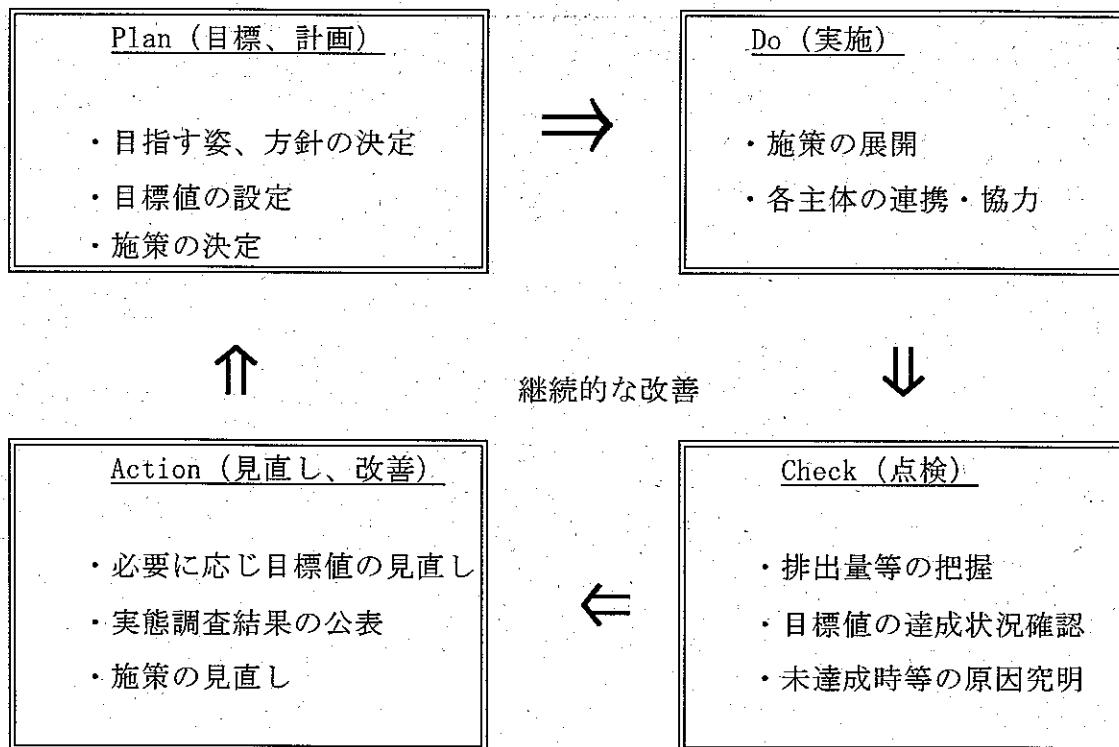 Plan（目標、計画）
・目指す姿、方針の決定
・目標値の設定
・施策の決定
⇒
Do（実施）
・施策の展開
・各主体の連携・協力
⇑
継続的な改善
⇓
Action（見直し、改善）
・必要に応じ目標値の見直し
・実態調査結果の公表
・施策の見直し
⇐
Check（点検）
・排出量等の把握
・目標値の達成状況確認
・未達成時等の原因究明